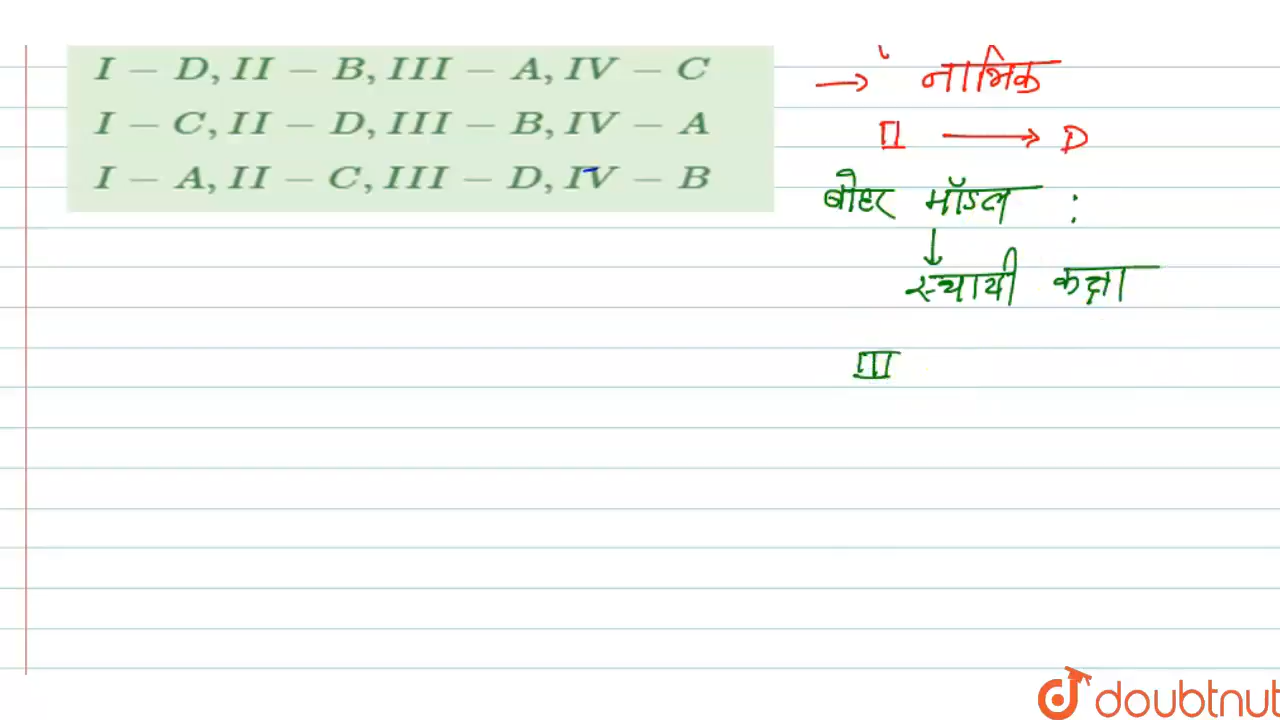 I – D, II – B, III – A, IV – C
I – C, II – D, III – B, IV – A
I – A, II – C, III – D, IV – B
→ नाभिक
II → D
बोहर मॉडल :
↓
स्थायी कक्षा
III
doubtnut